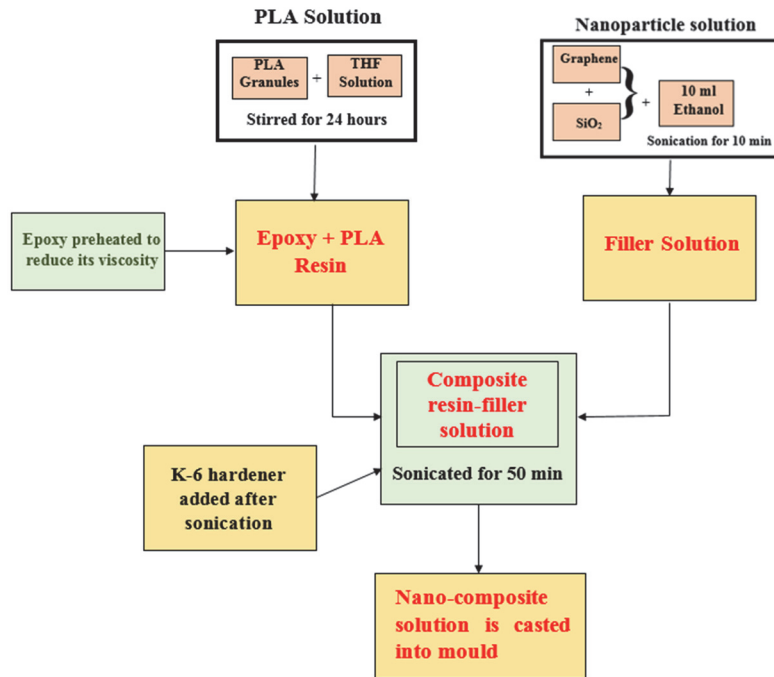 PLA Solution
PLA
Granules
+
THF
Solution
Stirred for 24 hours
Nanoparticle solution
Graphene
+
SiO₂
}
+
10 ml
Ethanol
Sonication for 10 min
Epoxy preheated to
reduce its viscosity
Epoxy + PLA
Resin
Filler Solution
Composite
resin-filler
solution
Sonicated for 50 min
K-6 hardener
added after
sonication
Nano-composite
solution is casted
into mould